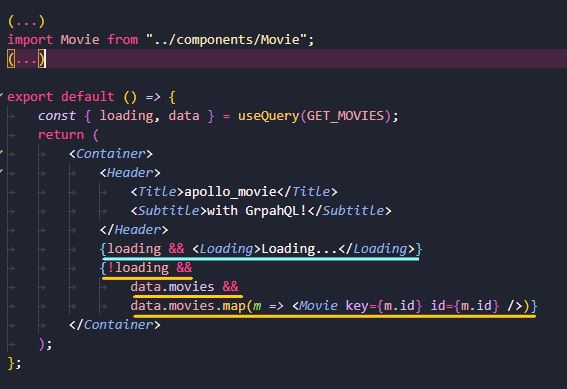 (...)
import Movie from "../components/Movie";
(...)
export default () => {
const { loading, data } = useQuery(GET_MOVIES);
return (
<Container>
<Header>
<Title>apollo_movie</Title>
<Subtitle>with GrpahQL!</Subtitle>
</Header>
{loading && <Loading>Loading...</Loading>}
{!loading &&
data.movies &&
data.movies.map(m => <Movie key={m.id} id={m.id} />)}
</Container>
);
};